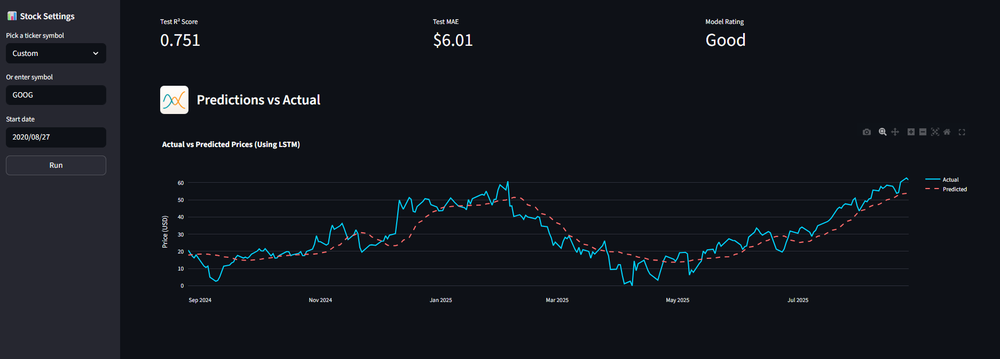 Stock Settings
Pick a ticker symbol
Custom
Or enter symbol
GOOG
Start date
2020/08/27
Run
Test R² Score
0.751
Test MAE
$6.01
Model Rating
Good
Predictions vs Actual
Actual vs Predicted Prices (Using LSTM)
Actual
Predicted
Price (USD)
60
50
40
30
20
10
0
Sep 2024
Nov 2024
Jan 2025
Mar 2025
May 2025
Jul 2025